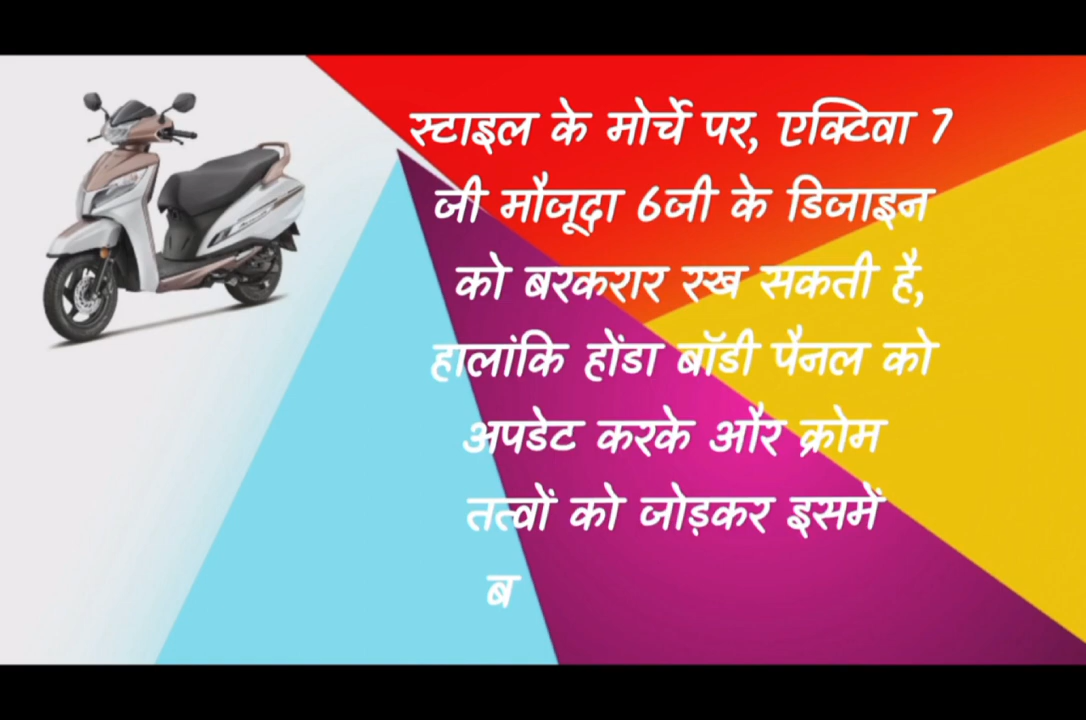 स्टाइल के मोर्चे पर, एक्टिवा 7
जी मौजूदा 6जी के डिजाइन
को बरकरार रख सकती है,
हालांकि होंडा बॉडी पैनल को
अपडेट करके और क्रोम
तत्वों को जोड़कर इसमें
ब